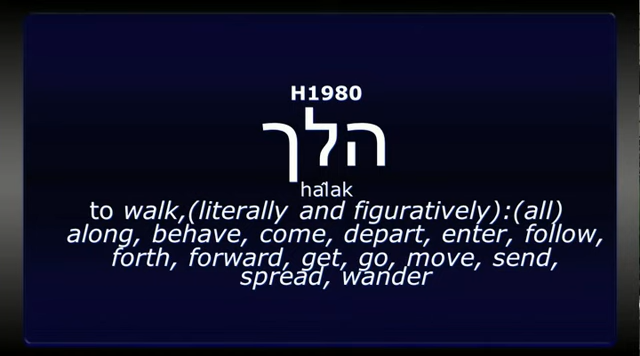 H1980
הלך
hâlak
to walk,(literally and figuratively):(all)
along, behave, come, depart, enter, follow,
forth, forward, get, go, move, send,
spread, wander